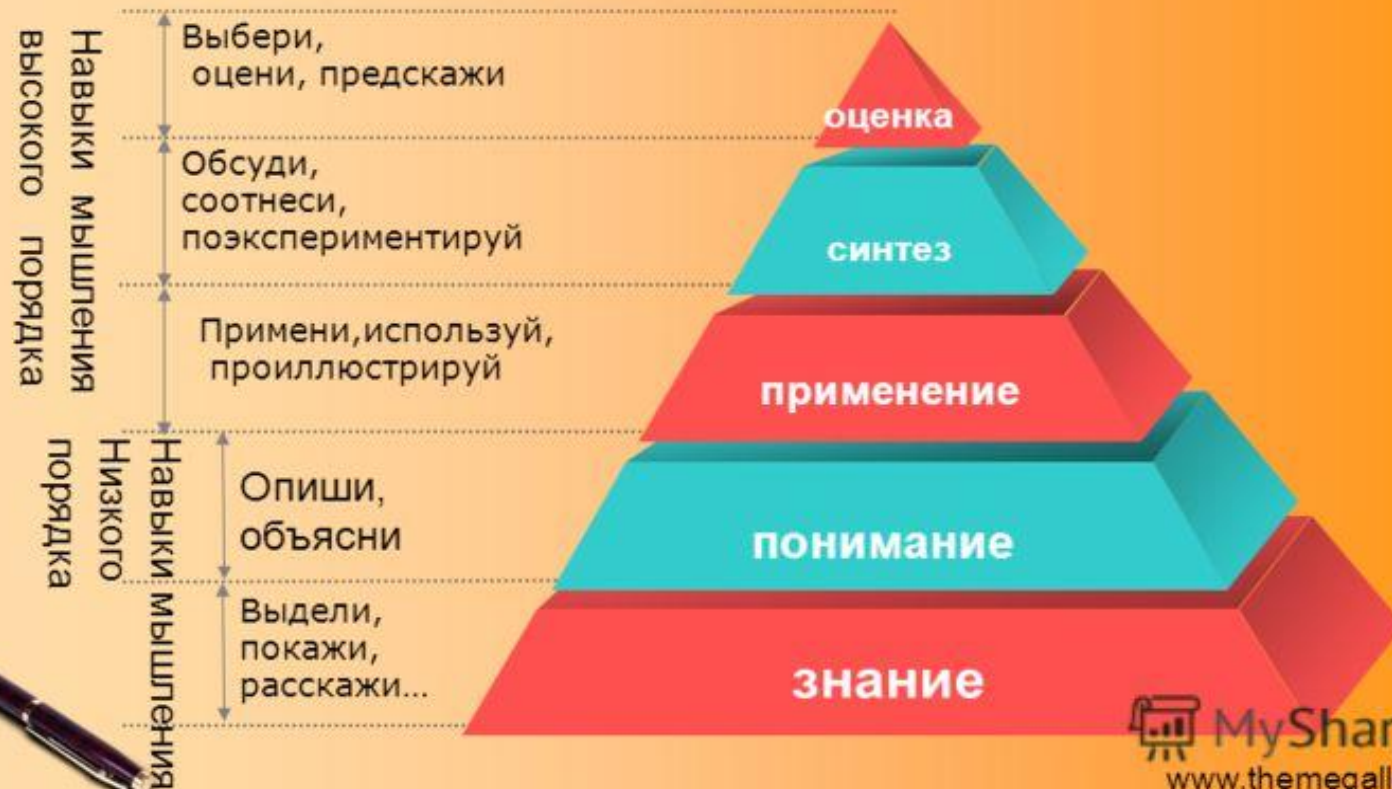 Навыки мышления
высокого порядка
Выбери,
оцени, предскажи
Обсуди,
соотнеси,
поэкспериментируй
Примени,используй,
проиллюстрируй
Навыки мышления
Низкого
порядка
Опиши,
объясни
Выдели,
покажи,
расскажи...
оценка
синтез
применение
понимание
знание
MyShar
www.themegall